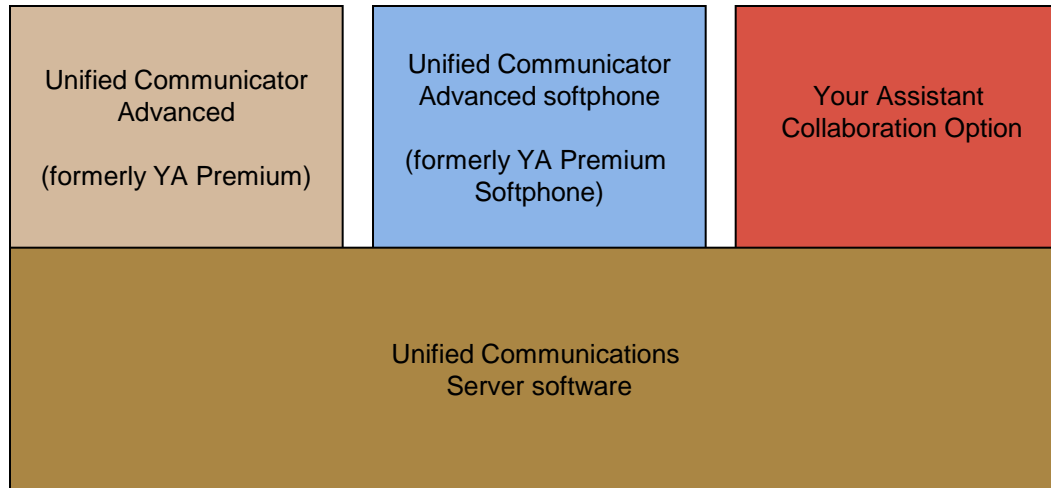 Unified Communicator
Advanced
(formerly YA Premium)
Unified Communicator
Advanced softphone
(formerly YA Premium
Softphone)
Your Assistant
Collaboration Option
Unified Communications
Server software